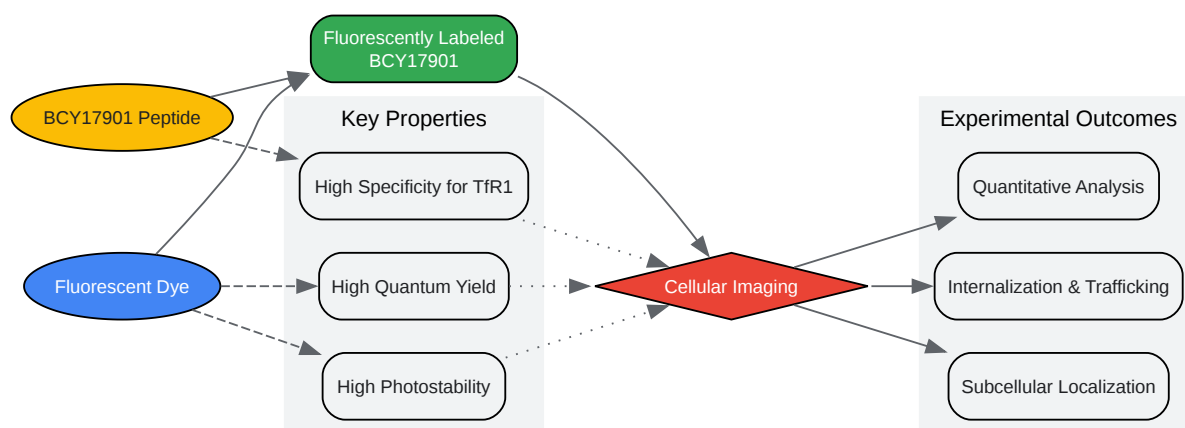 Fluorescently Labeled
BCY17901
BCY17901 Peptide
Fluorescent Dye
Key Properties
High Specificity for TfR1
High Quantum Yield
High Photostability
Cellular Imaging
Experimental Outcomes
Quantitative Analysis
Internalization & Trafficking
Subcellular Localization